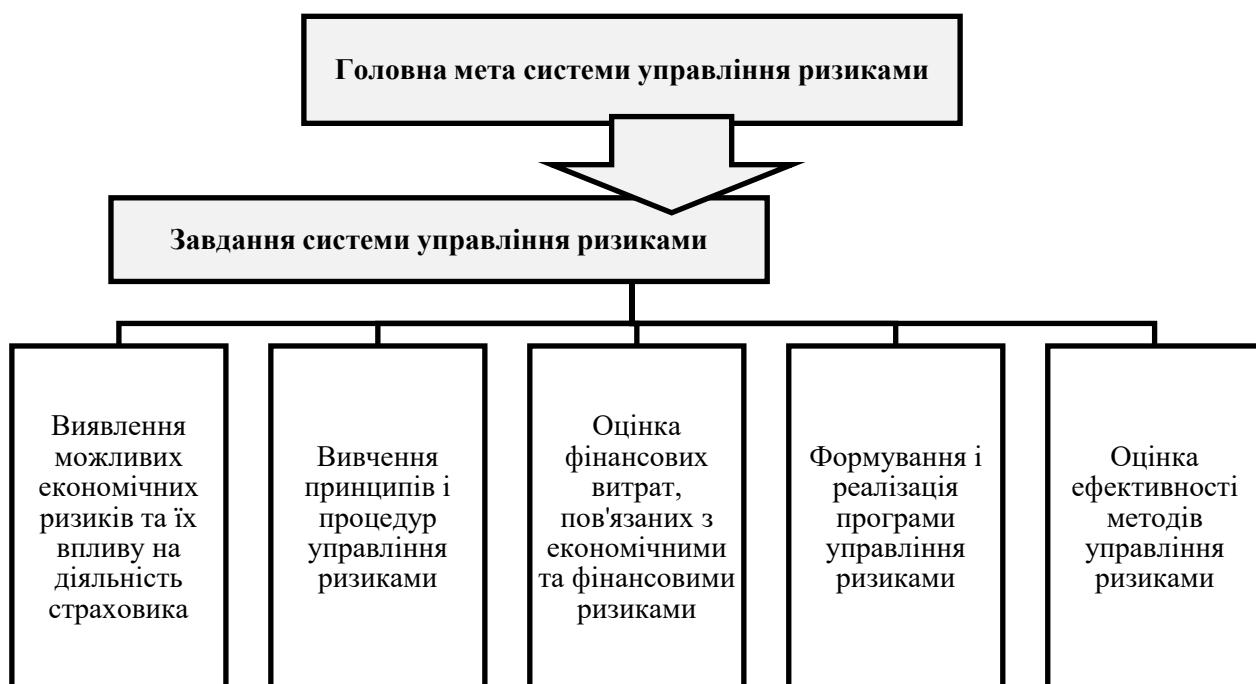 Головна мета системи управління ризиками
Завдання системи управління ризиками
Виявлення
можливих
економічних
ризиків та їх
впливу на
діяльність
страховика
Вивчення
принципів і
процедур
управління
ризиками
Оцінка
фінансових
витрат,
пов'язаних з
економічними
та фінансовими
ризиками
Формування і
реалізація
програми
управління
ризиками
Оцінка
ефективності
методів
управління
ризиками